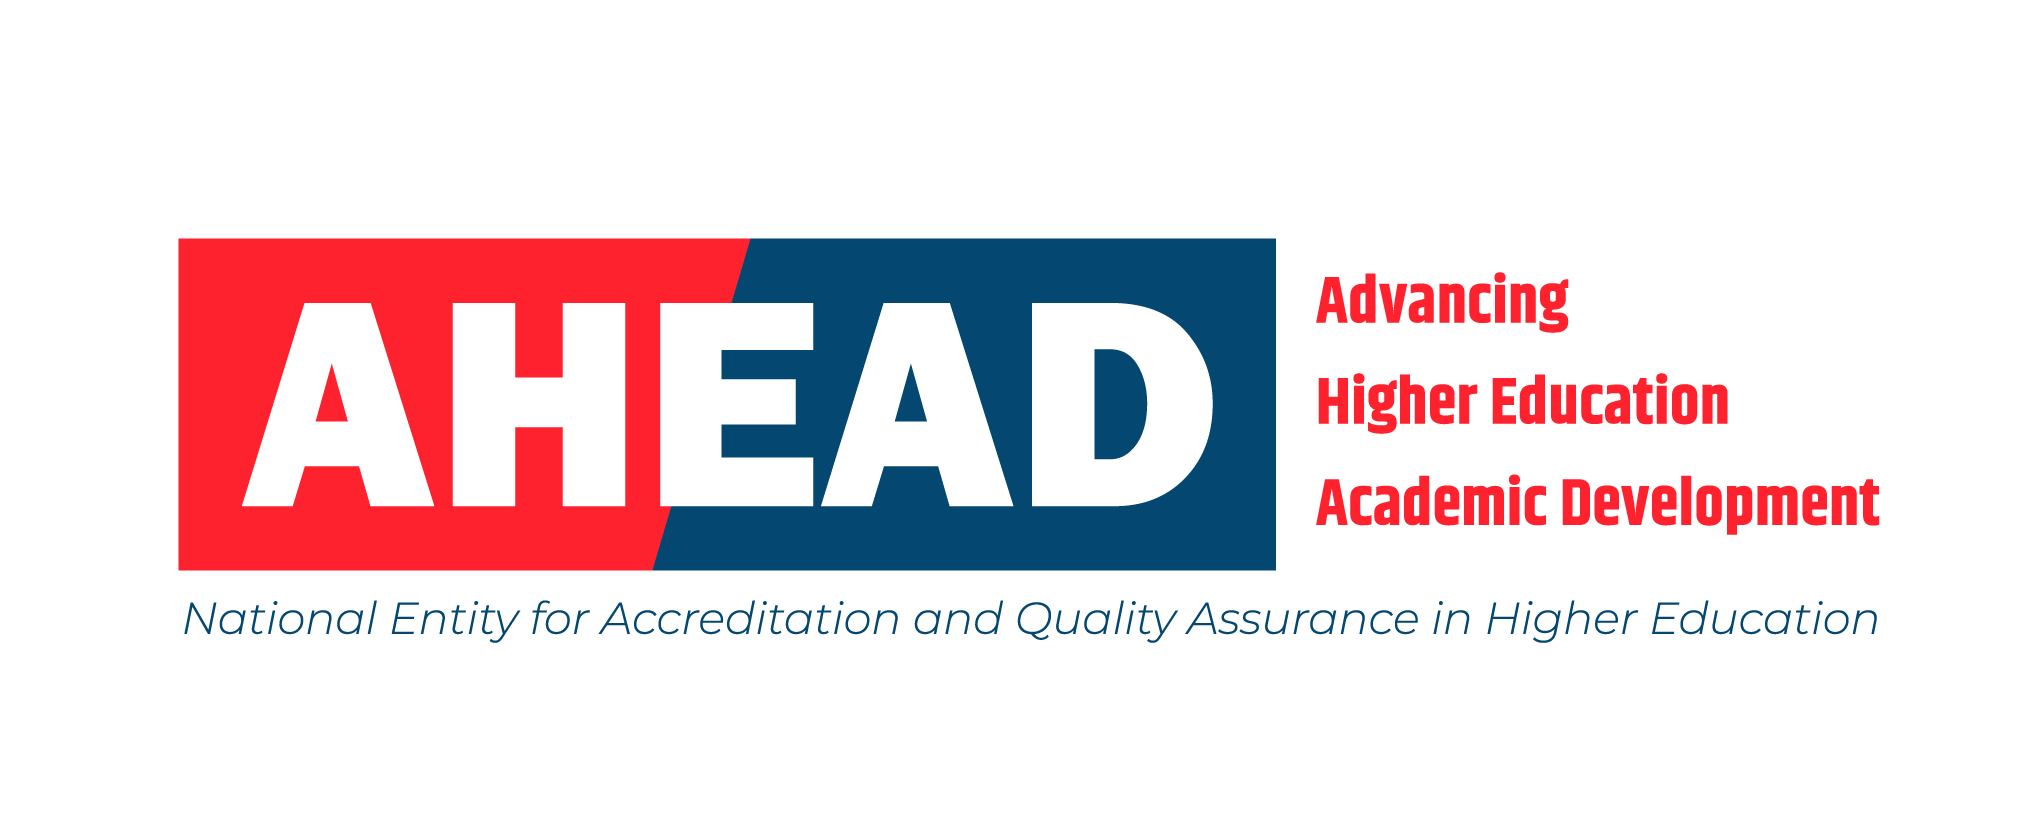 AHEAD
Advancing
Higher Education
Academic Development
National Entity for Accreditation and Quality Assurance in Higher Education